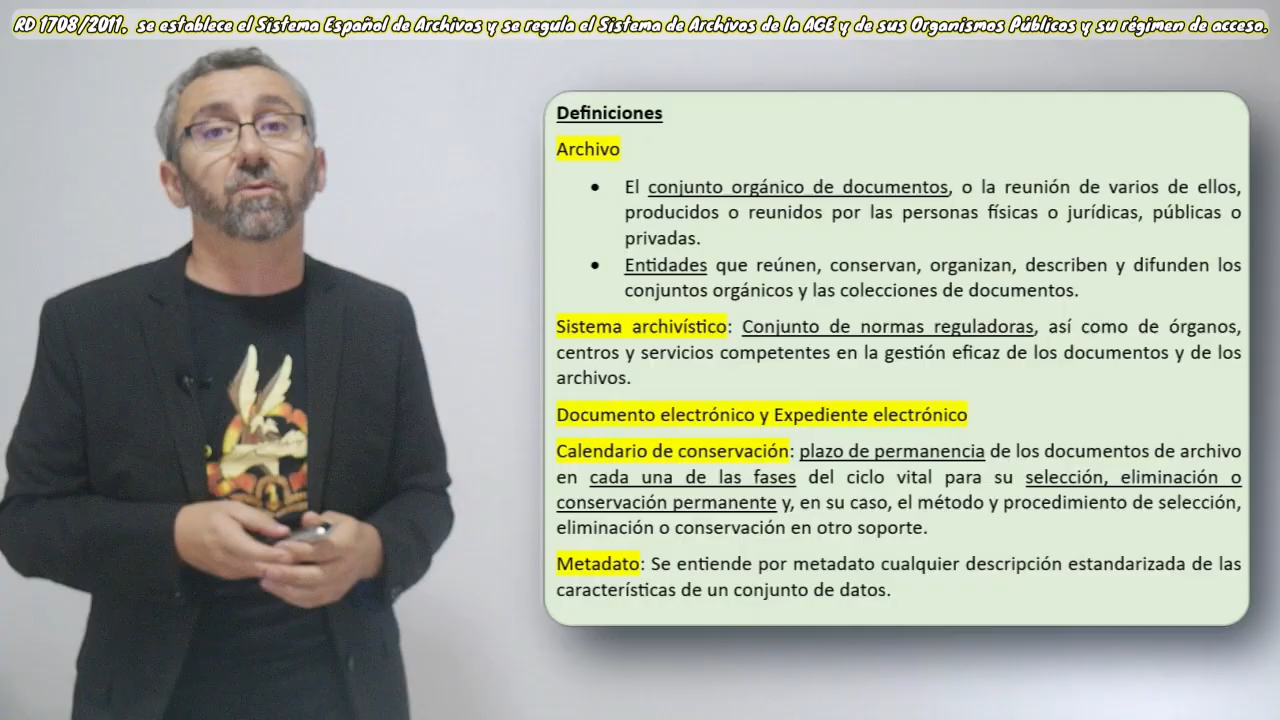 RD 1708/2011, se establece el Sistema Español de Archivos y se regula el Sistema de Archivos de la AGE y de sus Organismos Públicos y su régimen de acceso.
Definiciones
Archivo
• El conjunto orgánico de documentos, o la reunión de varios de ellos,
producidos o reunidos por las personas físicas o jurídicas, públicas o
privadas.
• Entidades que reúnen, conservan, organizan, describen y difunden los
conjuntos orgánicos y las colecciones de documentos.
Sistema archivístico: Conjunto de normas reguladoras, así como de órganos,
centros y servicios competentes en la gestión eficaz de los documentos y de los
archivos.
Documento electrónico y Expediente electrónico
Calendario de conservación: plazo de permanencia de los documentos de archivo
en cada una de las fases del ciclo vital para su selección, eliminación o
conservación permanente y, en su caso, el método y procedimiento de selección,
eliminación o conservación en otro soporte.
Metadato: Se entiende por metadato cualquier descripción estandarizada de las
características de un conjunto de datos.